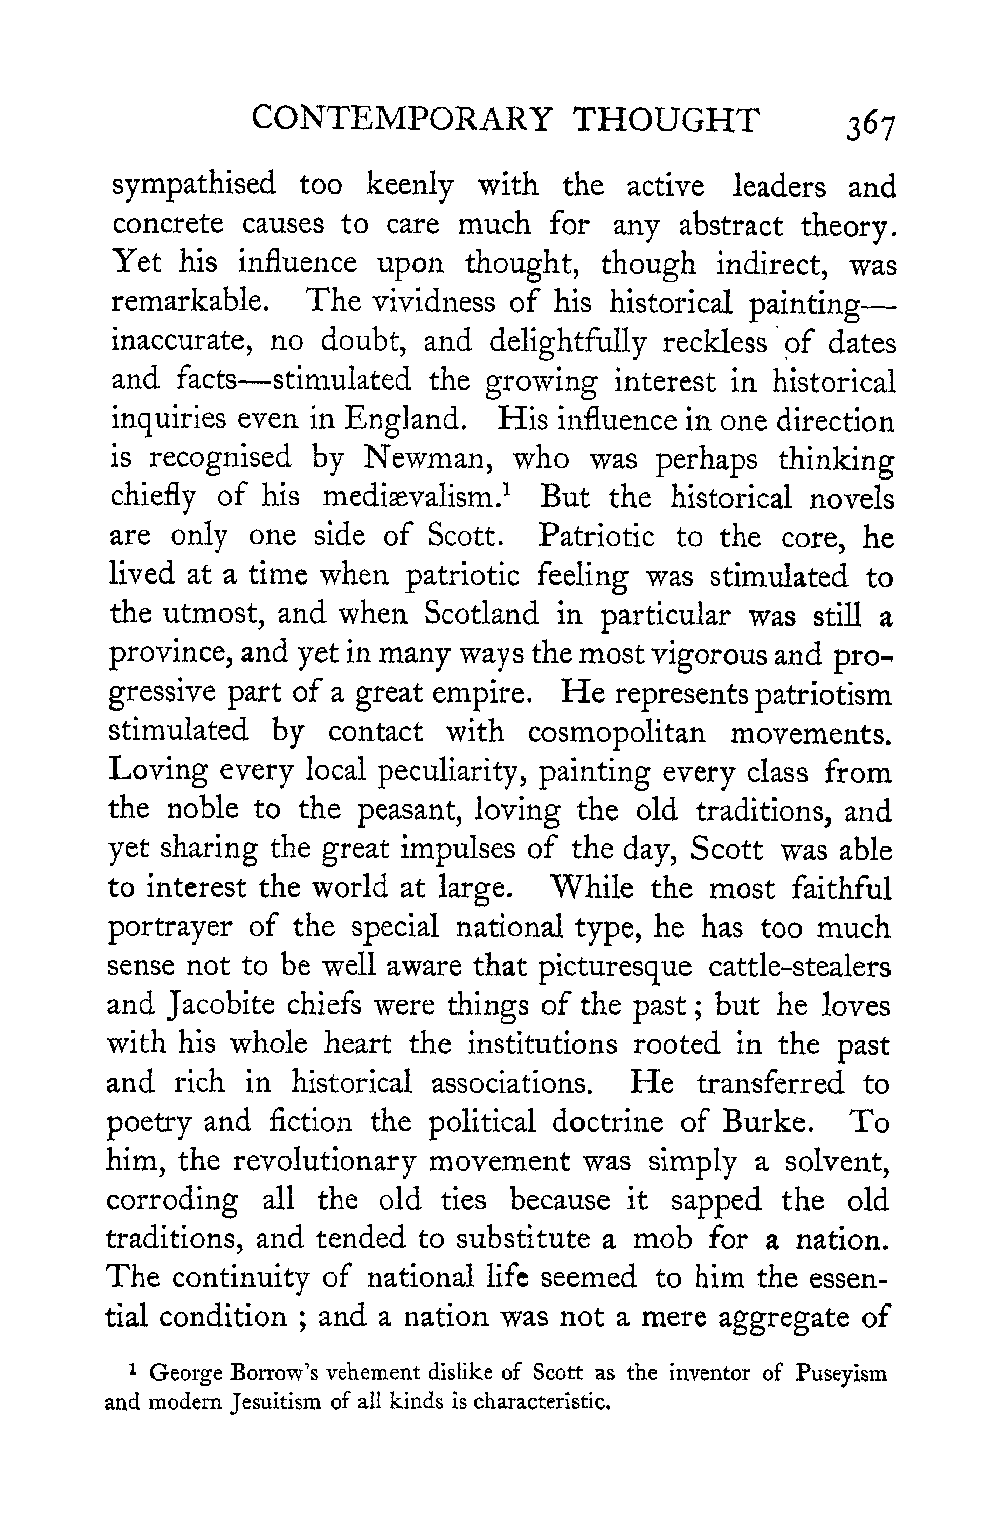 CONTEMPORARY THOUGHT 367
sympathised too keenly with the active leaders and
concrete causes to care much for any abstract theory.
Yet his influence upon thought, though indirect, was
remarkable. The vividness of his historical painting—
inaccurate, no doubt, and delightfully reckless of dates
and facts—stimulated the growing interest in historical
inquiries even in England. His influence in one direction
is recognised by Newman, who was perhaps thinking
chiefly of his mediævalism.¹ But the historical novels
are only one side of Scott. Patriotic to the core, he
lived at a time when patriotic feeling was stimulated to
the utmost, and when Scotland in particular was still a
province, and yet in many ways the most vigorous and pro-
gressive part of a great empire. He represents patriotism
stimulated by contact with cosmopolitan movements.
Loving every local peculiarity, painting every class from
the noble to the peasant, loving the old traditions, and
yet sharing the great impulses of the day, Scott was able
to interest the world at large. While the most faithful
portrayer of the special national type, he has too much
sense not to be well aware that picturesque cattle-stealers
and Jacobite chiefs were things of the past ; but he loves
with his whole heart the institutions rooted in the past
and rich in historical associations. He transferred to
poetry and fiction the political doctrine of Burke. To
him, the revolutionary movement was simply a solvent,
corroding all the old ties because it sapped the old
traditions, and tended to substitute a mob for a nation.
The continuity of national life seemed to him the essen-
tial condition ; and a nation was not a mere aggregate of
¹ George Borrow's vehement dislike of Scott as the inventor of Puseyism
and modern Jesuitism of all kinds is characteristic.